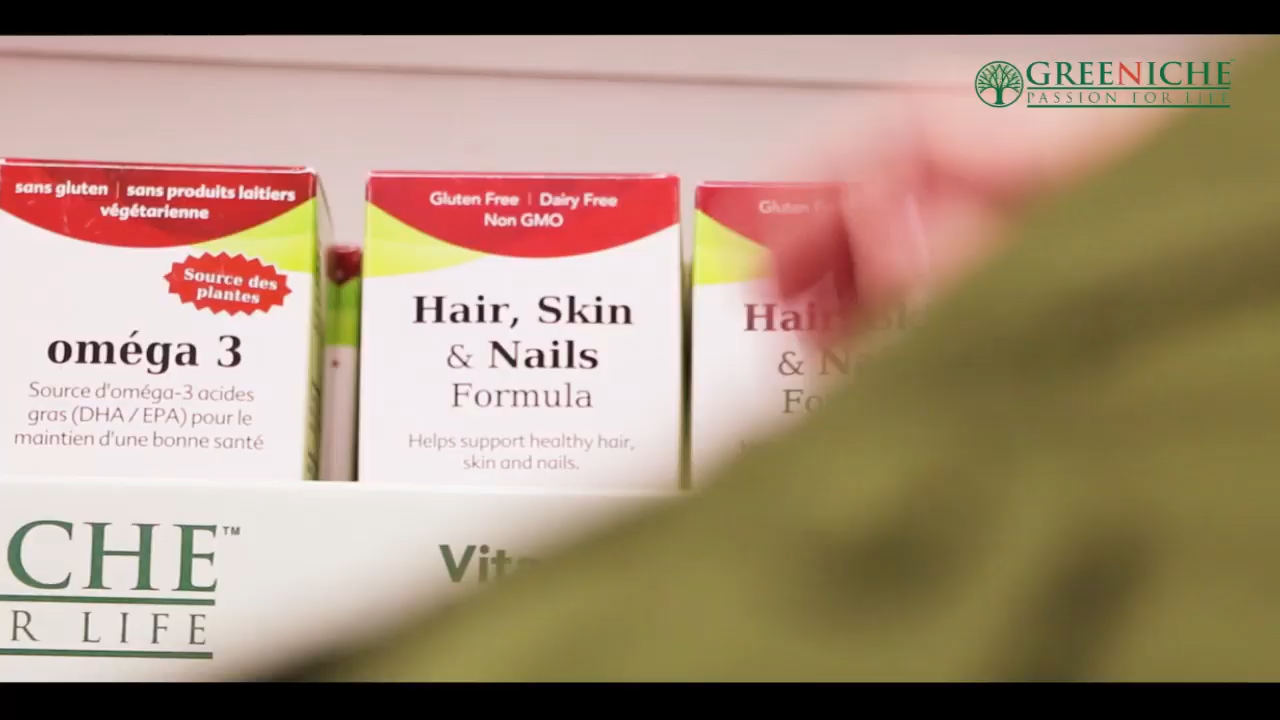 GREENICHE
PASSION FOR LIFE
sans gluten | sans produits laitiers
végétarienne
Source des
plantes
oméga 3
Source d'oméga-3 acides
gras (DHA / EPA) pour le
maintien d'une bonne santé
Gluten Free | Dairy Free
Non GMO
Hair, Skin
& Nails
Formula
Helps support healthy hair,
skin and nails.
Gluten
Hair,
&
CHE™
R LIFE